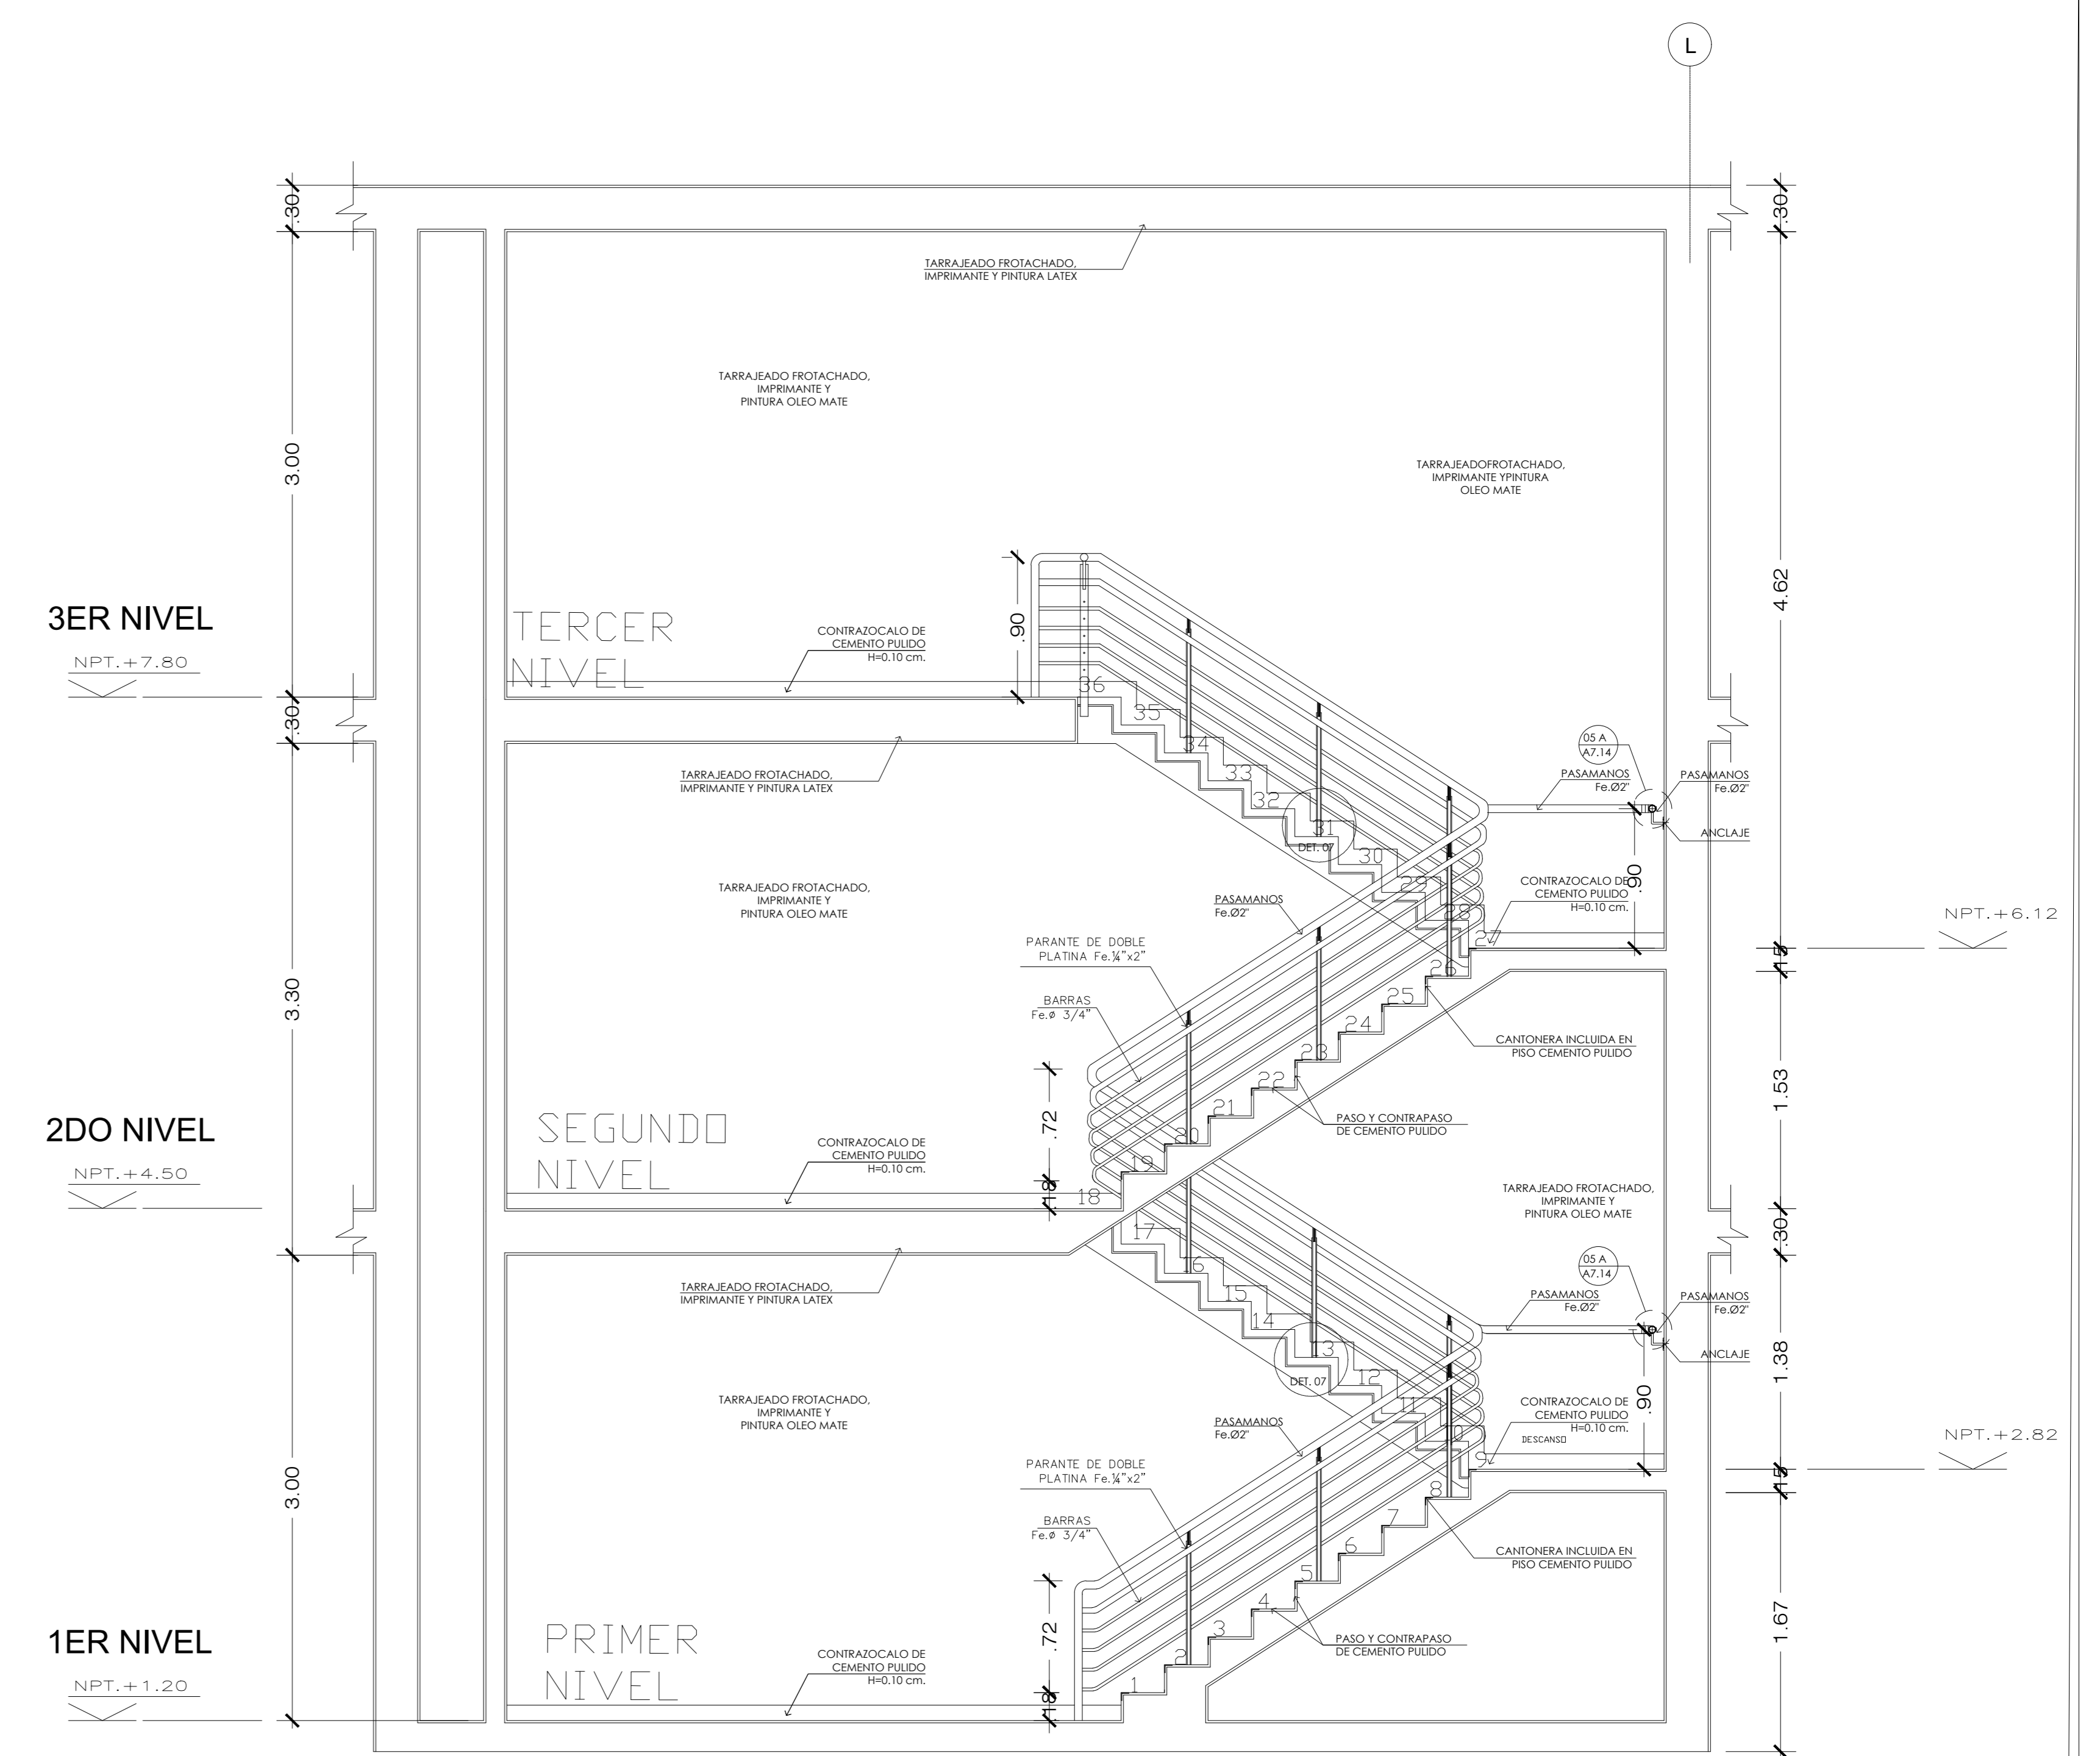 L
.30
.30
TARRAJEADO FROTACHADO,
IMPRIMANTE Y PINTURA LATEX
TARRAJEADO FROTACHADO,
IMPRIMANTE Y
PINTURA OLEO MATE
3.00
TARRAJEADOFROTACHADO,
IMPRIMANTE YPINTURA
OLEO MATE
4.62
3ER NIVEL
NPT.+7.80
TERCER
NIVEL
CONTRAZOCALO DE
CEMENTO PULIDO
H=0.10 cm.
.90
36
35
34
33
32
31
30
29
28
27
DET. 07
.30
TARRAJEADO FROTACHADO,
IMPRIMANTE Y PINTURA LATEX
05 A
A7.14
PASAMANOS
Fe.Ø2"
PASAMANOS
Fe.Ø2"
ANCLAJE
.90
CONTRAZOCALO DE
CEMENTO PULIDO
H=0.10 cm.
NPT.+6.12
.15
TARRAJEADO FROTACHADO,
IMPRIMANTE Y
PINTURA OLEO MATE
PASAMANOS
Fe.Ø2"
PARANTE DE DOBLE
PLATINA Fe.¼"x2"
BARRAS
Fe.ø 3/4"
3.30
26
25
24
23
22
21
20
19
18
CANTONERA INCLUIDA EN
PISO CEMENTO PULIDO
PASO Y CONTRAPASO
DE CEMENTO PULIDO
1.53
.72
.18
2DO NIVEL
NPT.+4.50
SEGUNDO
NIVEL
CONTRAZOCALO DE
CEMENTO PULIDO
H=0.10 cm.
TARRAJEADO FROTACHADO,
IMPRIMANTE Y
PINTURA OLEO MATE
.30
TARRAJEADO FROTACHADO,
IMPRIMANTE Y PINTURA LATEX
17
16
15
14
13
12
11
10
9
DET. 07
05 A
A7.14
PASAMANOS
Fe.Ø2"
PASAMANOS
Fe.Ø2"
ANCLAJE
1.38
.90
CONTRAZOCALO DE
CEMENTO PULIDO
H=0.10 cm.
DESCANSO
NPT.+2.82
.15
TARRAJEADO FROTACHADO,
IMPRIMANTE Y
PINTURA OLEO MATE
PASAMANOS
Fe.Ø2"
PARANTE DE DOBLE
PLATINA Fe.¼"x2"
BARRAS
Fe.ø 3/4"
3.00
8
7
6
5
4
3
2
1
CANTONERA INCLUIDA EN
PISO CEMENTO PULIDO
PASO Y CONTRAPASO
DE CEMENTO PULIDO
1.67
.72
.18
1ER NIVEL
NPT.+1.20
PRIMER
NIVEL
CONTRAZOCALO DE
CEMENTO PULIDO
H=0.10 cm.